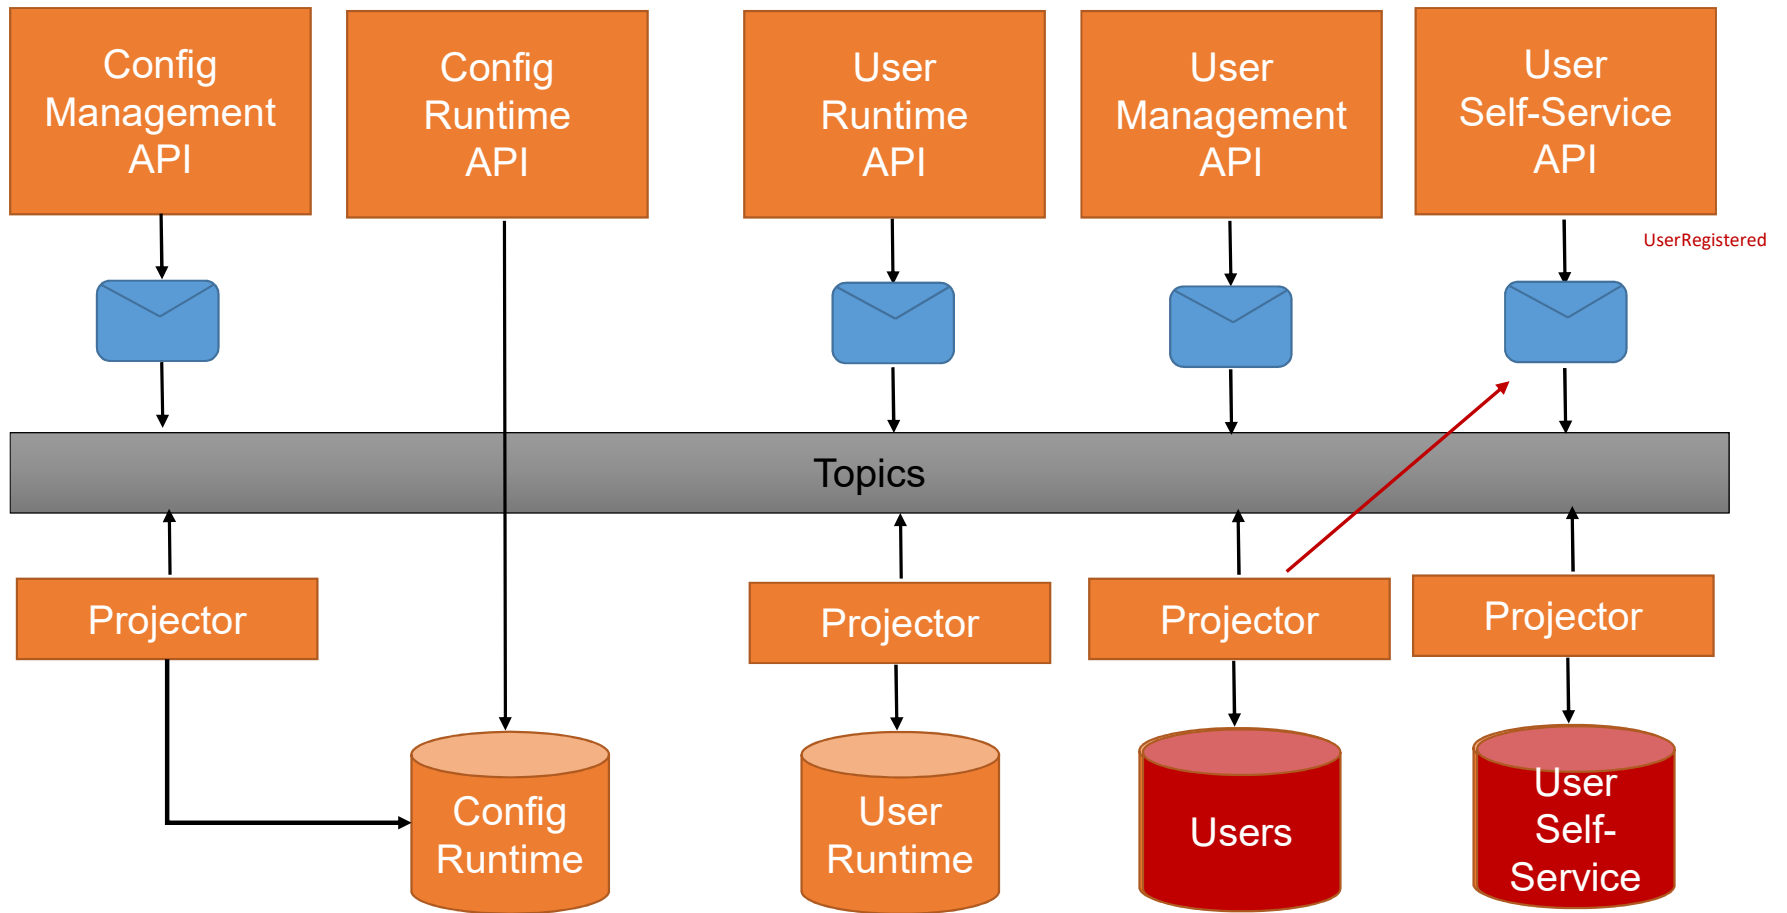 Config
Management
API
Config
Runtime
API
User
Runtime
API
User
Management
API
User
Self-Service
API
UserRegistered
Topics
Projector
Projector
Projector
Projector
Config
Runtime
User
Runtime
Users
User
Self-
Service